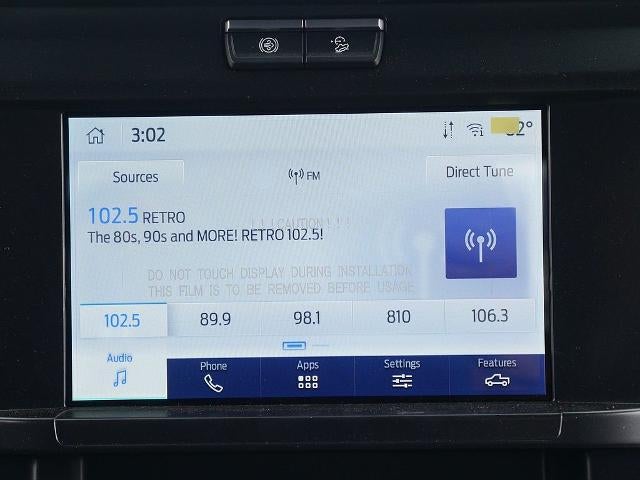 3:02
2°
Sources
FM
Direct Tune
102.5 RETRO
The 80s, 90s and MORE! RETRO 102.5!
!!!CAUTION!!!
DO NOT TOUCH DISPLAY DURING INSTALLATION
THIS FILM IS TO BE REMOVED BEFORE USAGE
102.5 89.9 98.1 810 106.3
Audio Phone Apps Settings Features